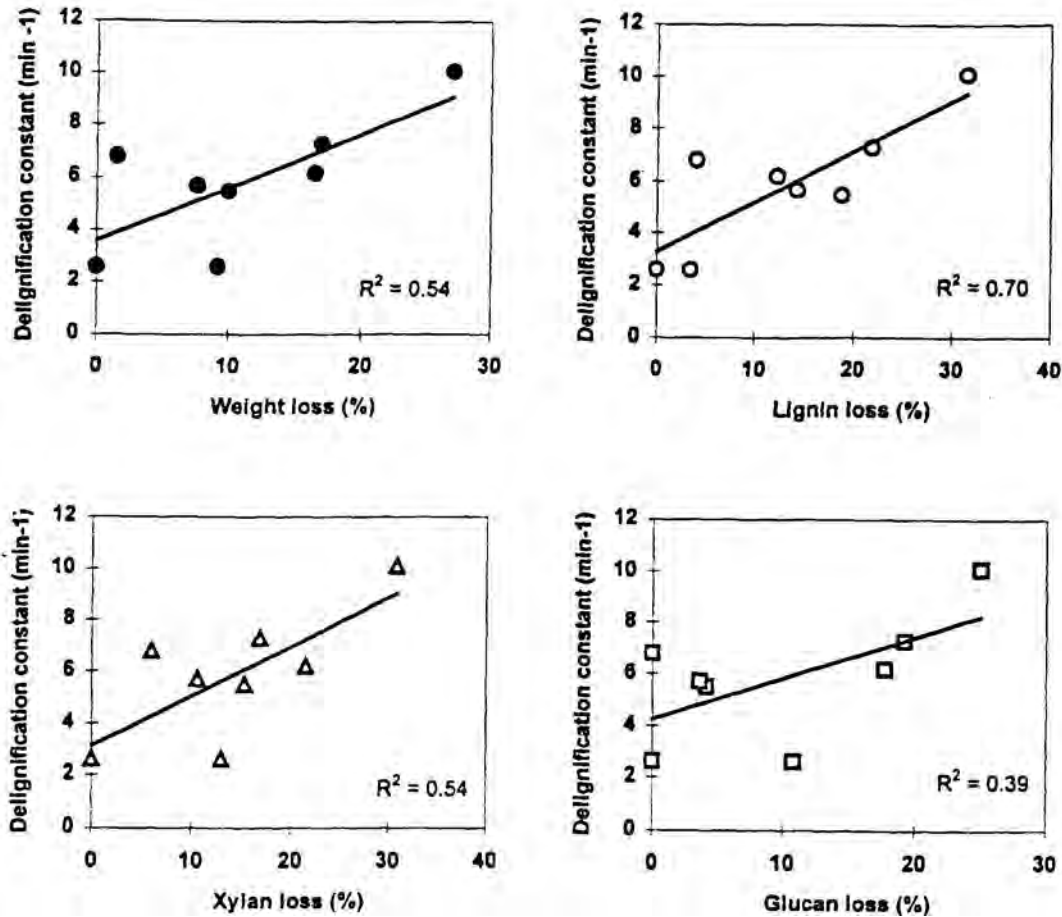 Delignification constant (min -1)
12
10
8
6
4
2
0
R² = 0.54
0 10 20 30
Weight loss (%)
Delignification constant (min-1)
12
10
8
6
4
2
0
R² = 0.70
0 10 20 30 40
Lignin loss (%)
Delignification constant (min-1)
12
10
8
6
4
2
0
R² = 0.54
0 10 20 30 40
Xylan loss (%)
Delignification constant (min-1)
12
10
8
6
4
2
0
R² = 0.39
0 10 20 30
Glucan loss (%)